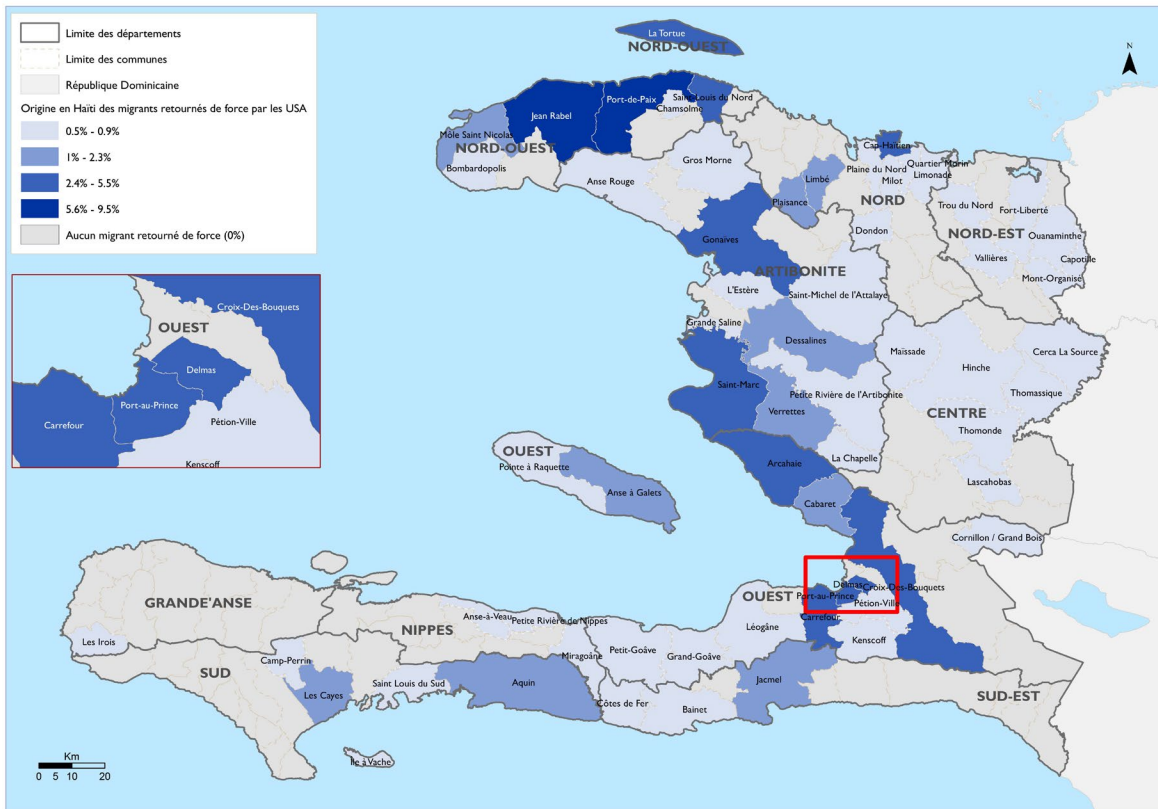 Limite des départements
Limite des communes
République Dominicaine
Origine en Haïti des migrants retournés de force par les USA
0.5% - 0.9%
1% - 2.3%
2.4% - 5.5%
5.6% - 9.5%
Aucun migrant retourné de force (0%)
N
La Tortue
NORD-OUEST
Port-de-Paix
Saint-Louis du Nord
Jean Rabel
Chamsolme
Môle Saint Nicolas
NORD-OUEST
Bombardopolis
Anse Rouge
Gros Morne
Cap-Haïtien
Quartier Morin
Plaine du Nord
Limonade
Milot
Limbé
Plaisance
NORD
Dondon
Trou du Nord
Fort-Liberté
NORD-EST
Ouanaminthe
Vallières
Capotille
Mont-Organisé
Gonaïves
ARTIBONITE
L'Estère
Saint-Michel de l'Attalaye
Grande Saline
Dessalines
Saint-Marc
Petite Rivière de l'Artibonite
Verrettes
La Chapelle
Maïssade
Cerca La Source
Hinche
Thomassique
CENTRE
Thomonde
Lascahobas
Croix-Des-Bouquets
OUEST
Delmas
Port-au-Prince
Carrefour
Pétion-Ville
Kenscoff
OUEST
Pointe à Raquette
Anse à Galets
Arcahaie
Cabaret
Cornillon / Grand Bois
Delmas
Croix-Des-Bouquets
OUEST
Port-au-Prince
Pétion-Ville
Carrefour
Kenscoff
Léogâne
Petit-Goâve
Grand-Goâve
GRANDE'ANSE
Les Irois
NIPPES
Anse-à-Veau
Petite Rivière de Nippes
Miragoâne
SUD
Camp-Perrin
Les Cayes
Saint Louis du Sud
Aquin
Côtes de Fer
Bainet
Jacmel
SUD-EST
Île à Vache
Km
0 5 10 20